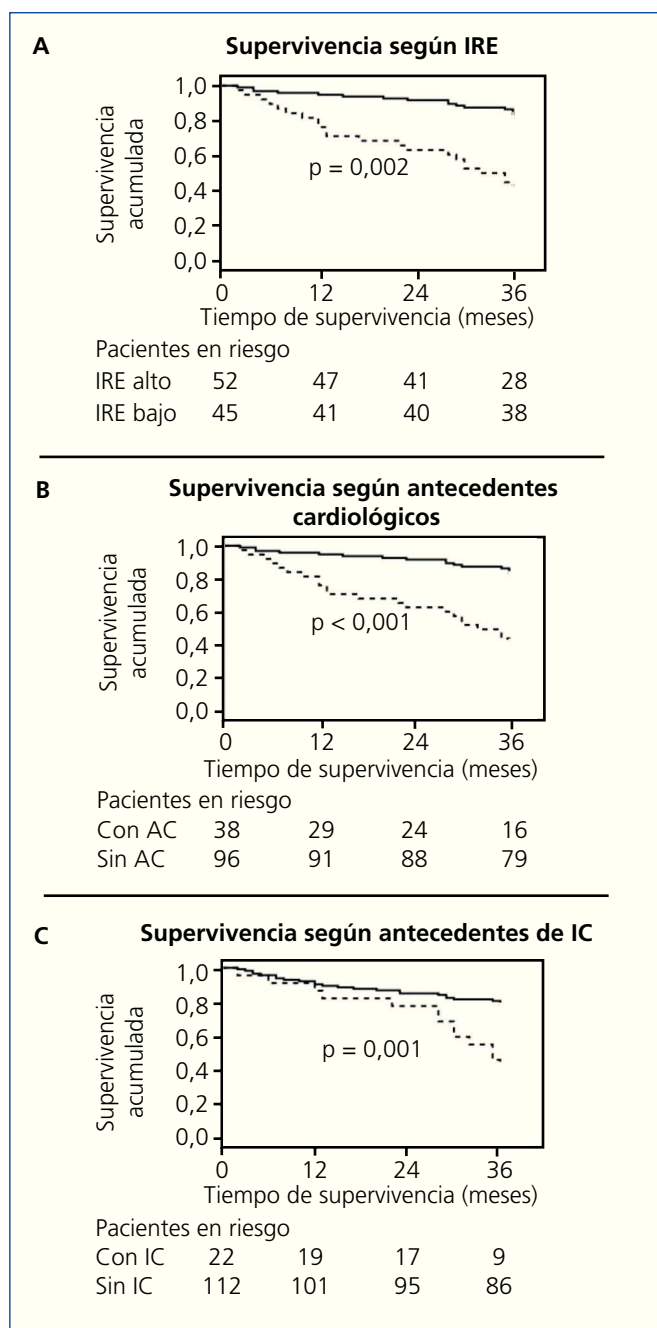 A Supervivencia según IRE
Supervivencia
acumulada
1,0
0,8
0,6
0,4
0,2
0,0
p = 0,002
0 12 24 36
Tiempo de supervivencia (meses)
Pacientes en riesgo
IRE alto 52 47 41 28
IRE bajo 45 41 40 38
B Supervivencia según antecedentes
cardiológicos
Supervivencia
acumulada
1,0
0,8
0,6
0,4
0,2
0,0
p < 0,001
0 12 24 36
Tiempo de supervivencia (meses)
Pacientes en riesgo
Con AC 38 29 24 16
Sin AC 96 91 88 79
C Supervivencia según antecedentes de IC
Supervivencia
acumulada
1,0
0,8
0,6
0,4
0,2
0,0
p = 0,001
0 12 24 36
Tiempo de supervivencia (meses)
Pacientes en riesgo
Con IC 22 19 17 9
Sin IC 112 101 95 86